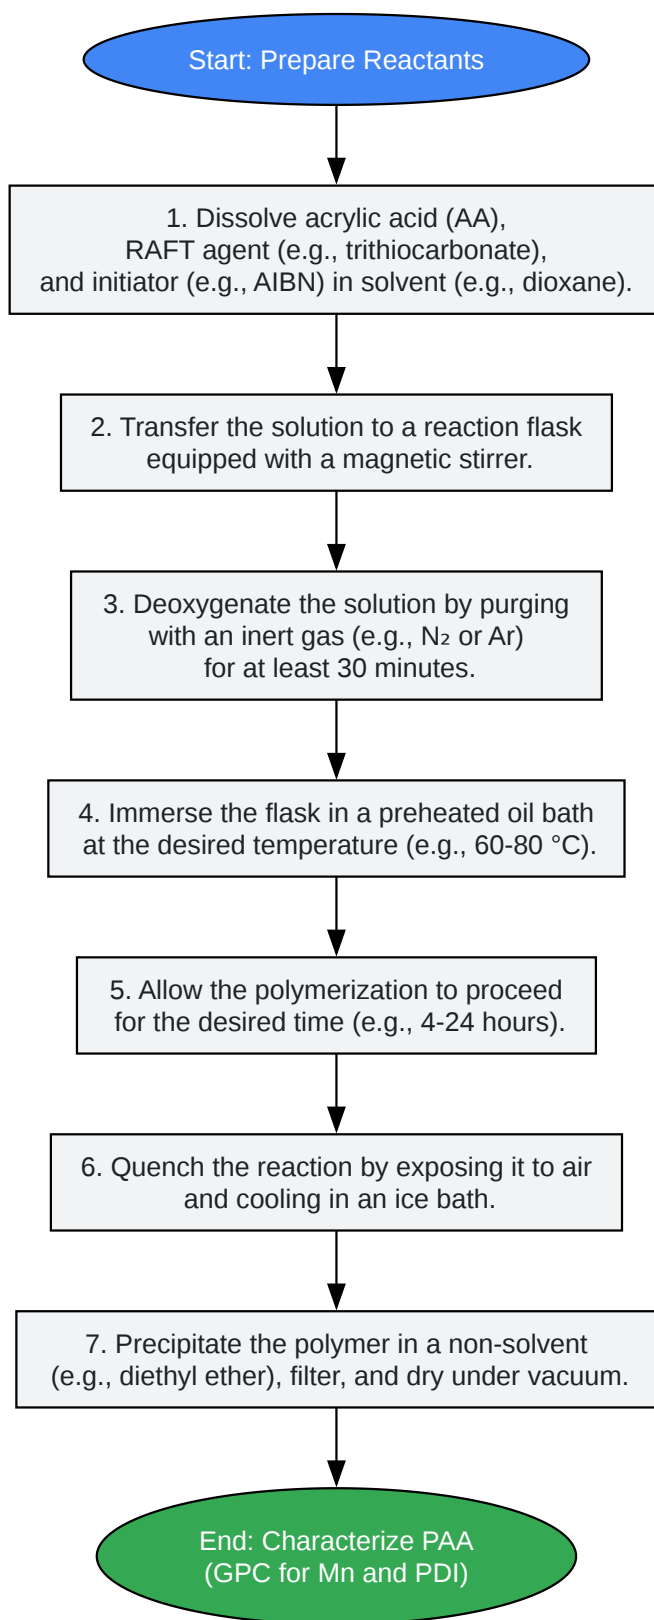 Start: Prepare Reactants
1. Dissolve acrylic acid (AA),
RAFT agent (e.g., trithiocarbonate),
and initiator (e.g., AIBN) in solvent (e.g., dioxane).
2. Transfer the solution to a reaction flask
equipped with a magnetic stirrer.
3. Deoxygenate the solution by purging
with an inert gas (e.g., N₂ or Ar)
for at least 30 minutes.
4. Immerse the flask in a preheated oil bath
at the desired temperature (e.g., 60-80 °C).
5. Allow the polymerization to proceed
for the desired time (e.g., 4-24 hours).
6. Quench the reaction by exposing it to air
and cooling in an ice bath.
7. Precipitate the polymer in a non-solvent
(e.g., diethyl ether), filter, and dry under vacuum.
End: Characterize PAA
(GPC for Mn and PDI)